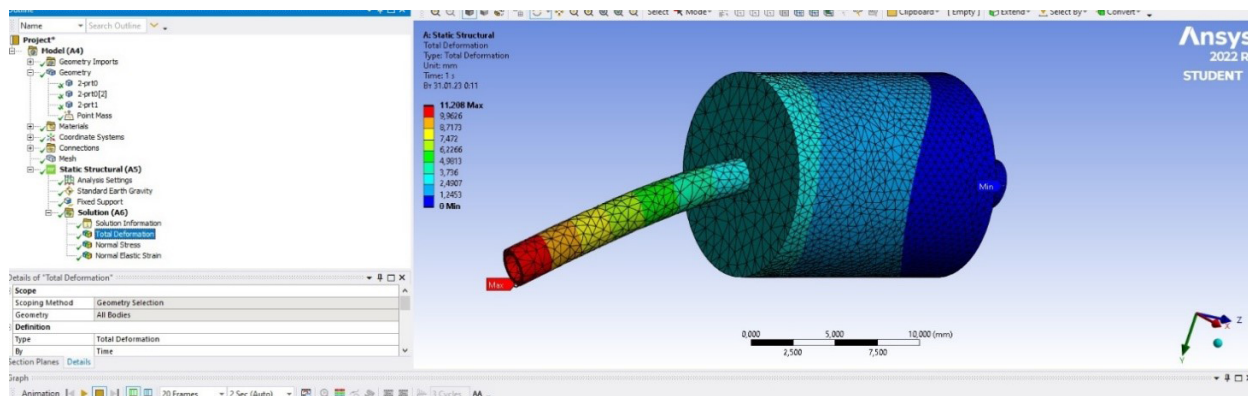 Name
Search Outline
Project*
Model (A4)
Geometry Imports
Geometry
2-prt0
2-prt0[2]
2-prt1
Point Mass
Materials
Coordinate Systems
Connections
Mesh
Static Structural (A5)
Analysis Settings
Standard Earth Gravity
Fixed Support
Solution (A6)
Solution Information
Total Deformation
Normal Stress
Normal Elastic Strain
Details of "Total Deformation"
Scope
Scoping Method Geometry Selection
Geometry All Bodies
Definition
Type Total Deformation
By Time
Section Planes Details
Graph
Animation 20 Frames 2 Sec (Auto) 3 Cycles
Select Mode Clipboard [Empty] Extend Select By Convert
A: Static Structural
Total Deformation
Type: Total Deformation
Unit: mm
Time: 1 s
Вт 31.01.23 0:11
11,208 Max
9,9626
8,7173
7,472
6,2266
4,9813
3,736
2,4907
1,2453
0 Min
Max
Min
Ansys
2022 R
STUDENT
0,000 5,000 10,000 (mm)
2,500 7,500
Z
X
Y